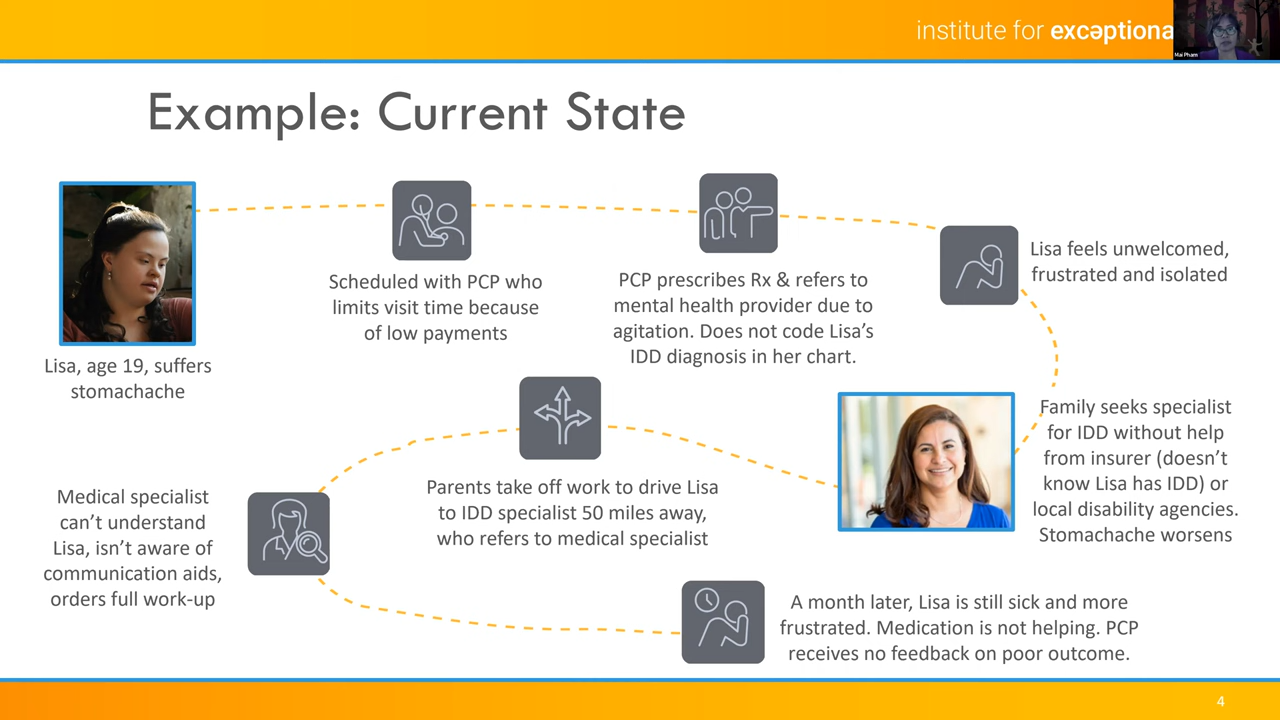 institute for excəptiona
Mai Pham
Example: Current State
Lisa, age 19, suffers
stomachache
Scheduled with PCP who
limits visit time because
of low payments
PCP prescribes Rx & refers to
mental health provider due to
agitation. Does not code Lisa’s
IDD diagnosis in her chart.
Lisa feels unwelcomed,
frustrated and isolated
Family seeks specialist
for IDD without help
from insurer (doesn’t
know Lisa has IDD) or
local disability agencies.
Stomachache worsens
Parents take off work to drive Lisa
to IDD specialist 50 miles away,
who refers to medical specialist
Medical specialist
can’t understand
Lisa, isn’t aware of
communication aids,
orders full work-up
A month later, Lisa is still sick and more
frustrated. Medication is not helping. PCP
receives no feedback on poor outcome.
4